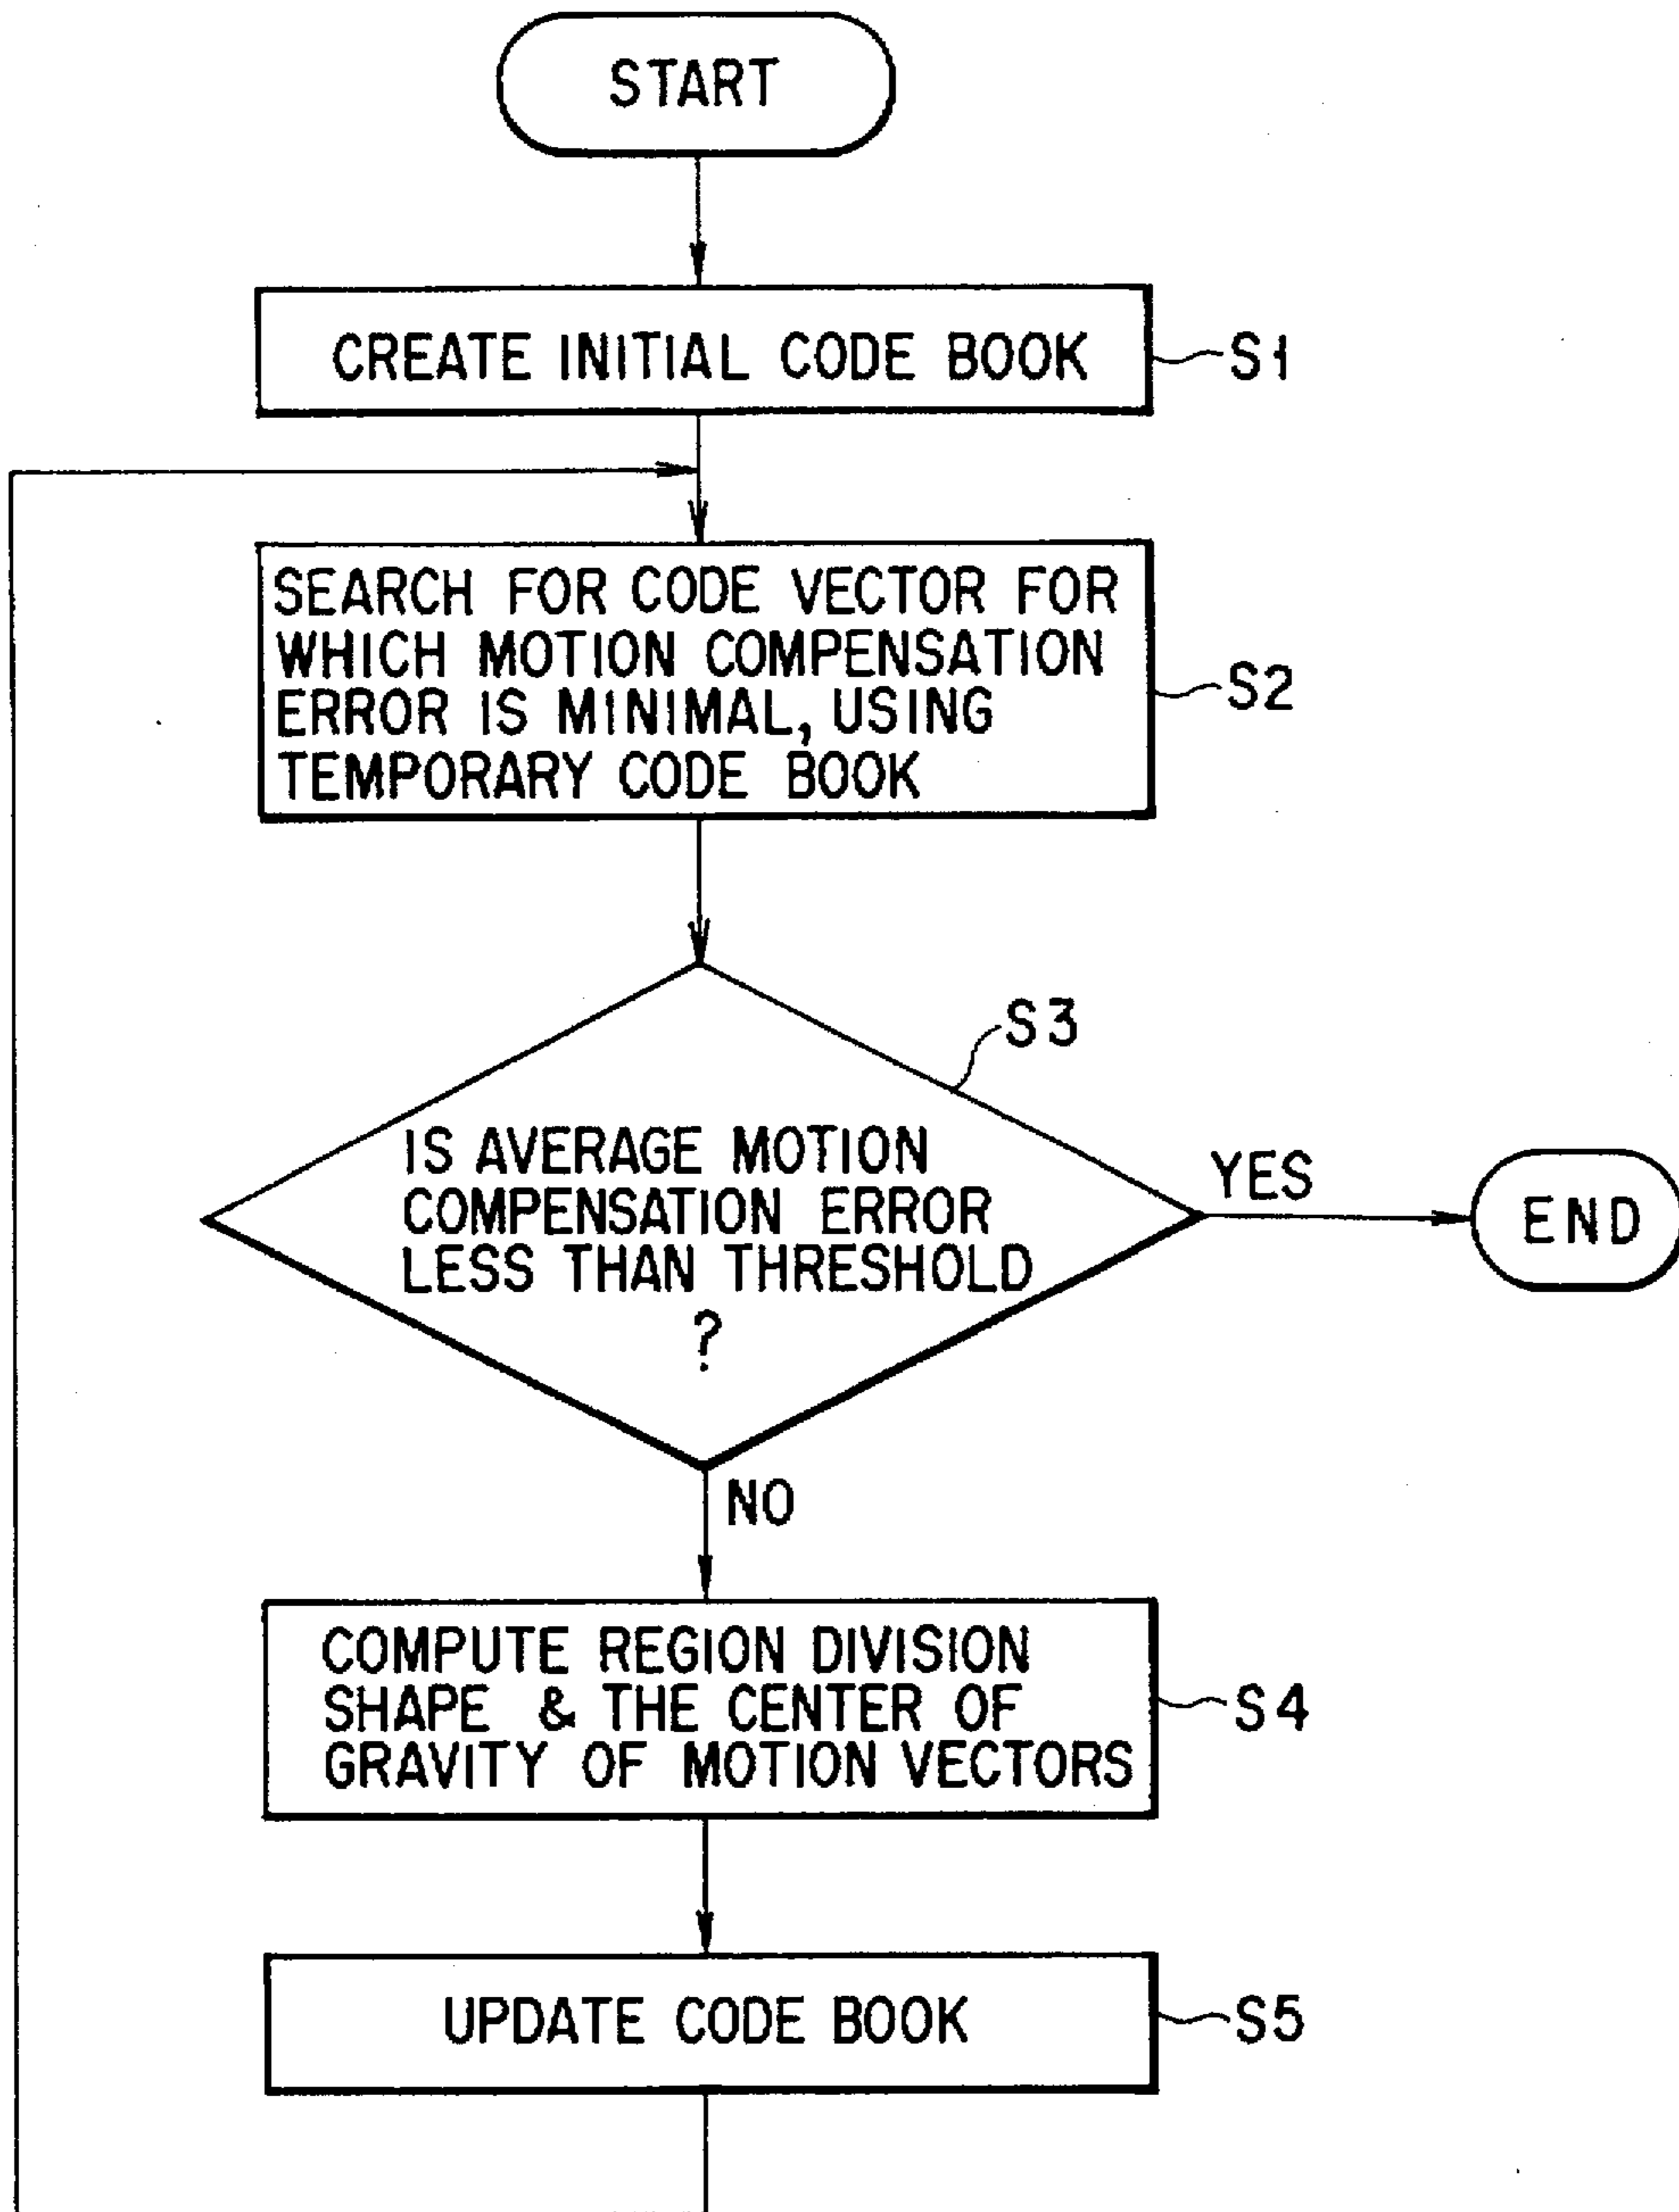 START
CREATE INITIAL CODE BOOK
S1
SEARCH FOR CODE VECTOR FOR
WHICH MOTION COMPENSATION
ERROR IS MINIMAL, USING
TEMPORARY CODE BOOK
S2
S3
IS AVERAGE MOTION
COMPENSATION ERROR
LESS THAN THRESHOLD
?
YES
END
NO
COMPUTE REGION DIVISION
SHAPE & THE CENTER OF
GRAVITY OF MOTION VECTORS
S4
UPDATE CODE BOOK
S5